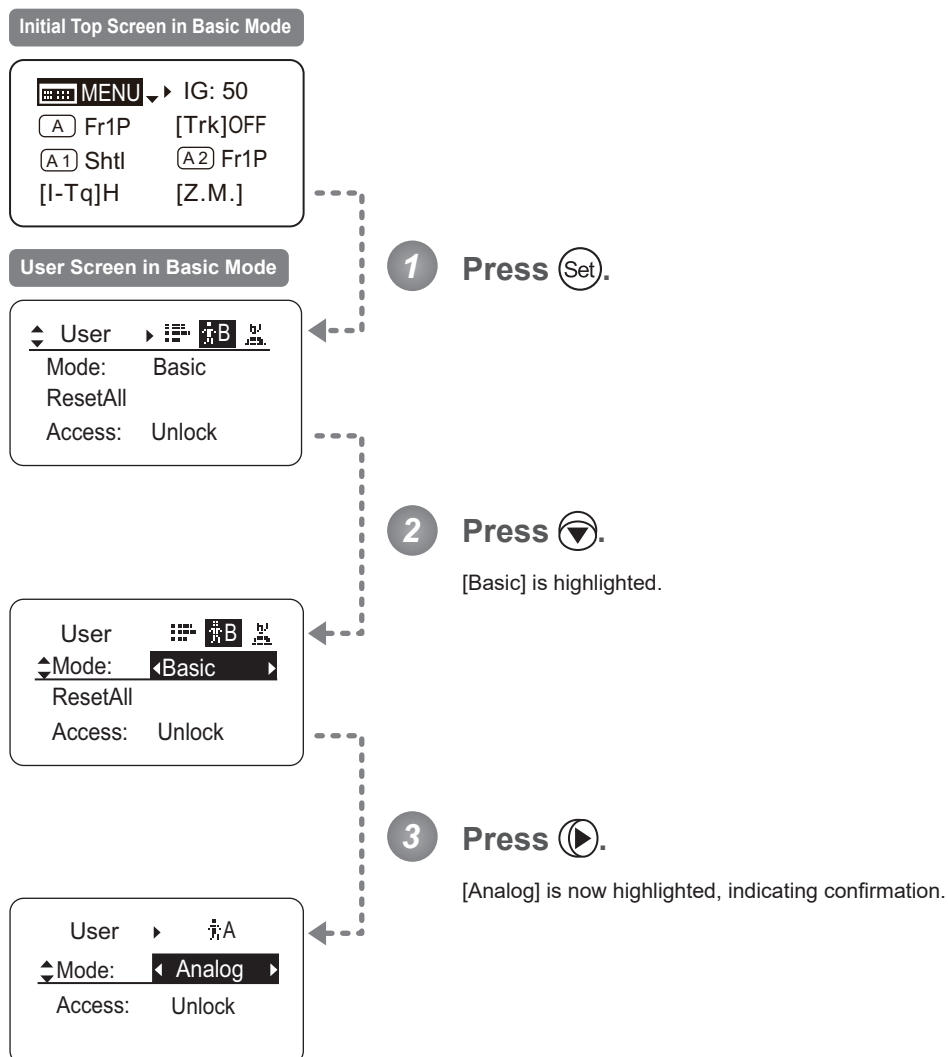 Initial Top Screen in Basic Mode
MENU IG: 50
A Fr1P [Trk]OFF
A1 Shtl A2 Fr1P
[I-Tq]H [Z.M.]
1 Press Set.
User Screen in Basic Mode
User B
Mode: Basic
ResetAll
Access: Unlock
2 Press .
[Basic] is highlighted.
User B
Mode: Basic
ResetAll
Access: Unlock
3 Press .
[Analog] is now highlighted, indicating confirmation.
User A
Mode: Analog
Access: Unlock